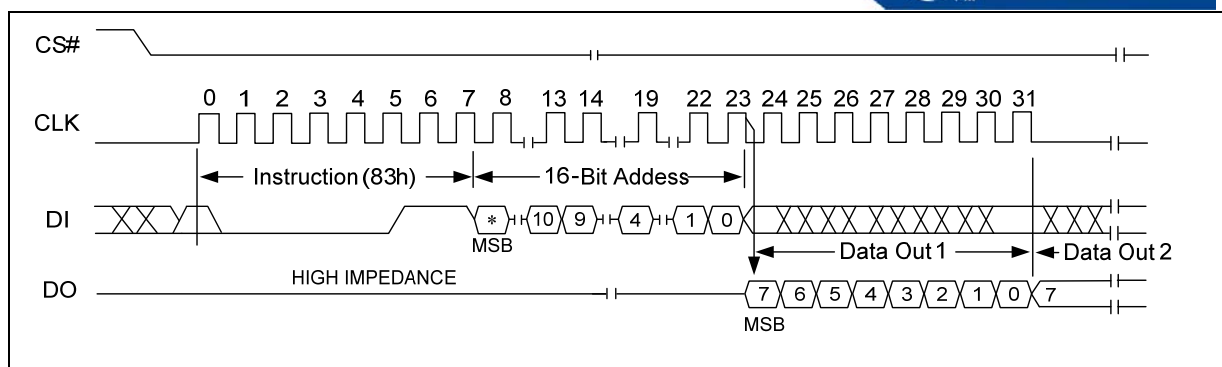 CS#
0 1 2 3 4 5 6 7 8 13 14 19 22 23 24 25 26 27 28 29 30 31
CLK
Instruction (83h) 16-Bit Addess
DI * 10 9 4 1 0
MSB
Data Out 1 Data Out 2
HIGH IMPEDANCE
DO 7 6 5 4 3 2 1 0 7
MSB